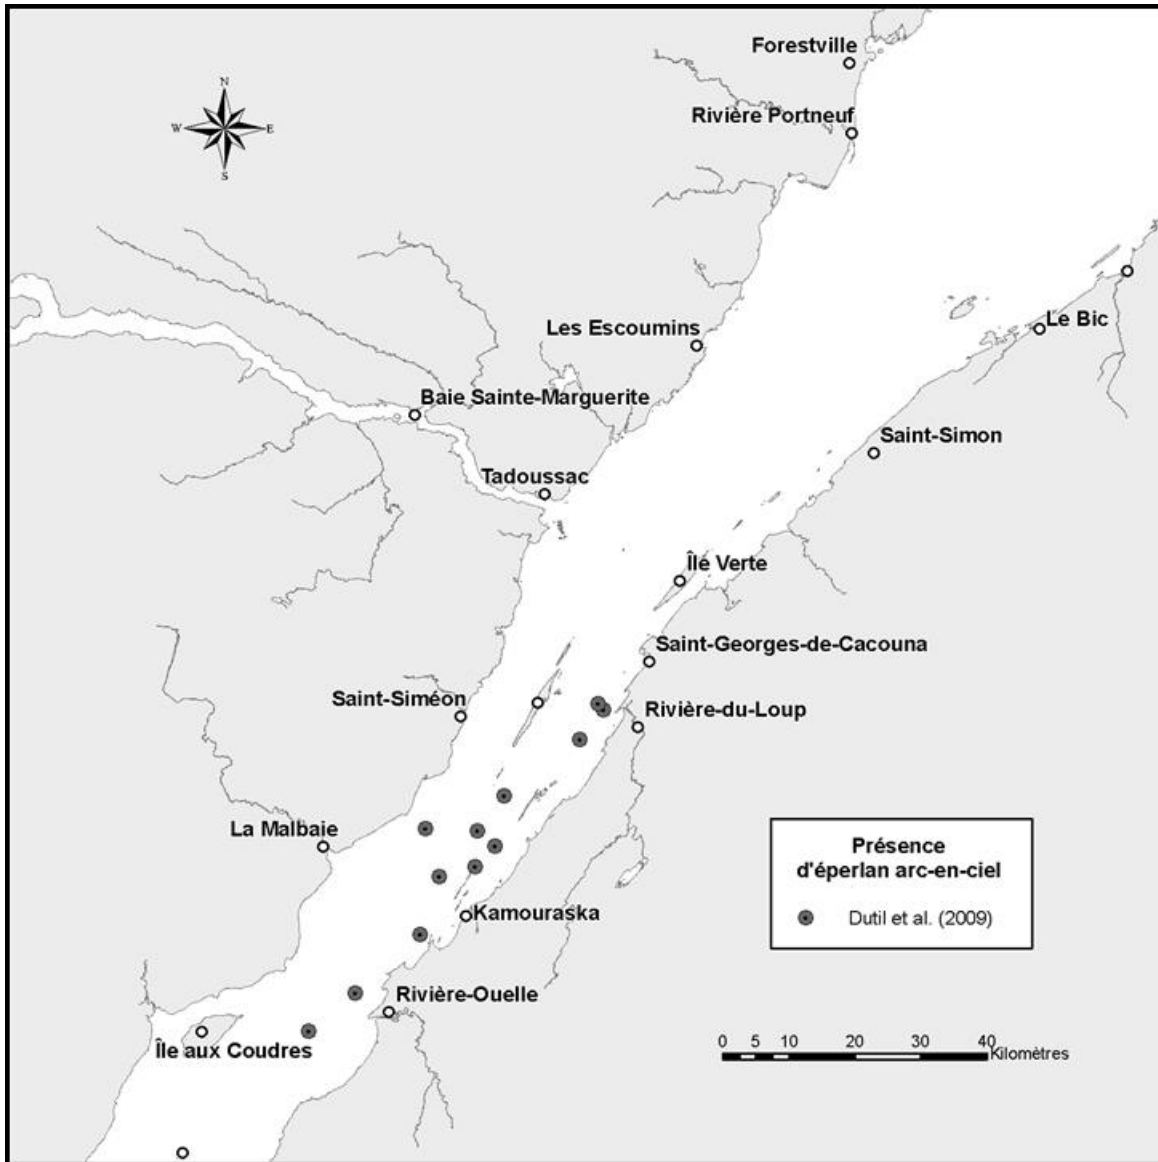 Forestville
N
W
E
S
Rivière Portneuf
Les Escoumins
Le Bic
Baie Sainte-Marguerite
Saint-Simon
Tadoussac
Île Verte
Saint-Georges-de-Cacouna
Saint-Siméon
Rivière-du-Loup
La Malbaie
Présence
d'éperlan arc-en-ciel
Dutil et al. (2009)
Kamouraska
Rivière-Ouelle
Île aux Coudres
0 5 10 20 30 40
Kilomètres